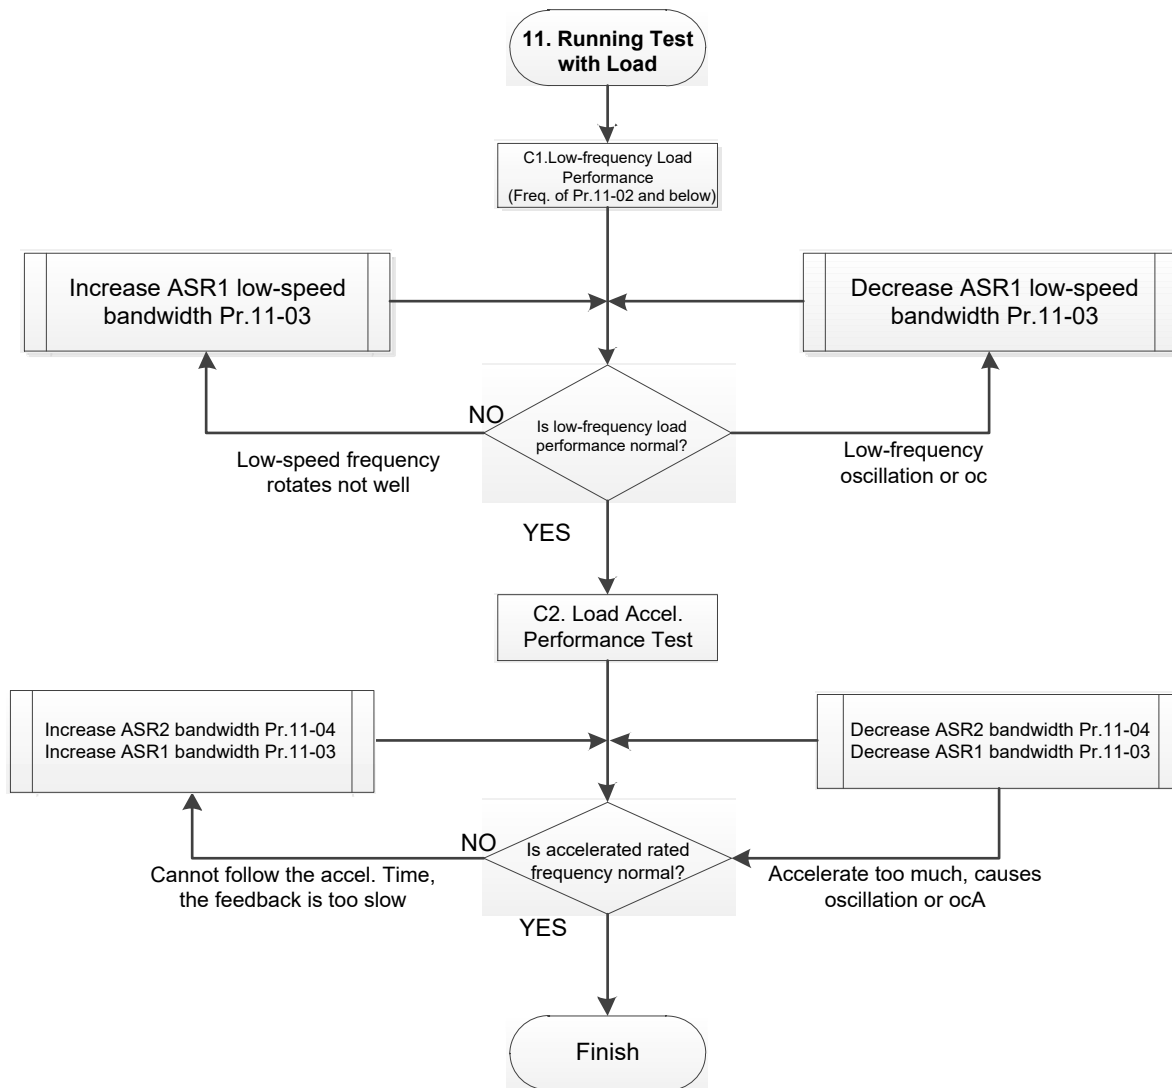 11. Running Test
with Load
C1.Low-frequency Load
Performance
(Freq. of Pr.11-02 and below)
Increase ASR1 low-speed
bandwidth Pr.11-03
Decrease ASR1 low-speed
bandwidth Pr.11-03
NO
Is low-frequency load
performance normal?
Low-speed frequency
rotates not well
Low-frequency
oscillation or oc
YES
C2. Load Accel.
Performance Test
Increase ASR2 bandwidth Pr.11-04
Increase ASR1 bandwidth Pr.11-03
Decrease ASR2 bandwidth Pr.11-04
Decrease ASR1 bandwidth Pr.11-03
NO
Is accelerated rated
frequency normal?
Cannot follow the accel. Time,
the feedback is too slow
Accelerate too much, causes
oscillation or ocA
YES
Finish